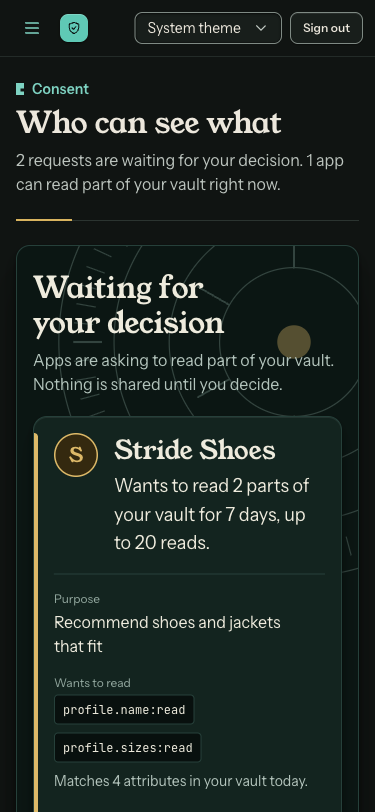 System theme
Sign out
Consent
Who can see what
2 requests are waiting for your decision. 1 app
can read part of your vault right now.
Waiting for
your decision
Apps are asking to read part of your vault.
Nothing is shared until you decide.
S
Stride Shoes
Wants to read 2 parts of
your vault for 7 days, up
to 20 reads.
Purpose
Recommend shoes and jackets
that fit
Wants to read
profile.name:read
profile.sizes:read
Matches 4 attributes in your vault today.